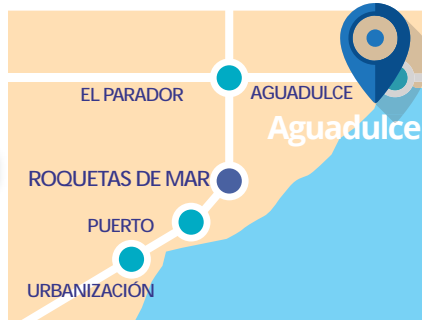 EL PARADOR
AGUADULCE
Aguadulce
ROQUETAS DE MAR
PUERTO
URBANIZACIÓN